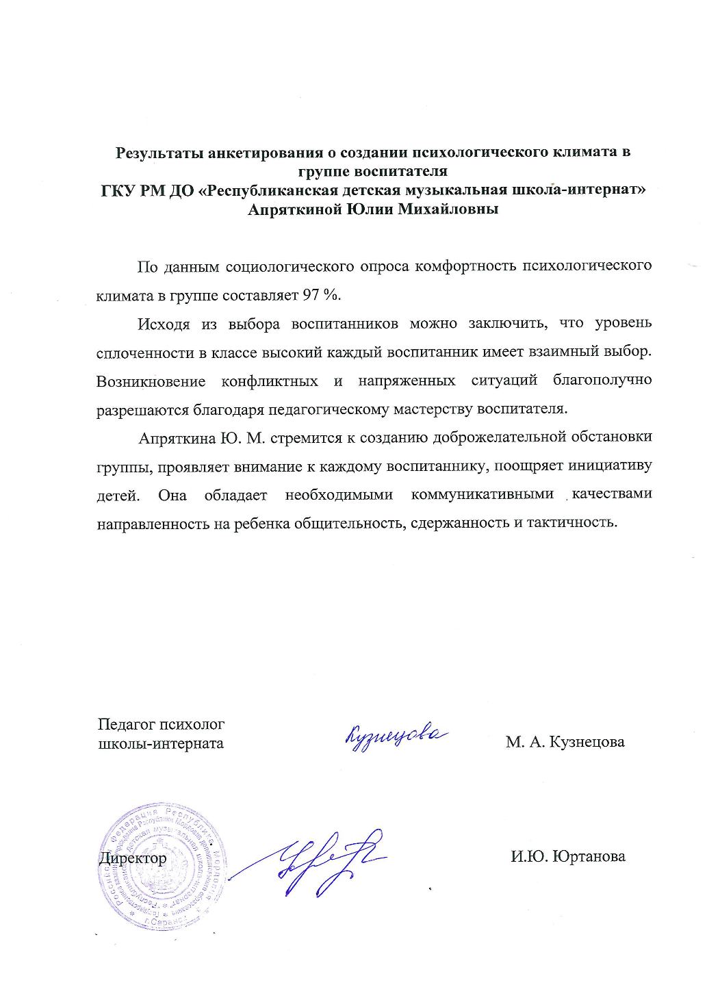 Результаты анкетирования о создании психологического климата в
группе воспитателя
ГКУ РМ ДО «Республиканская детская музыкальная школа-интернат»
Апряткиной Юлии Михайловны
По данным социологического опроса комфортность психологического
климата в группе составляет 97 %.
Исходя из выбора воспитанников можно заключить, что уровень
сплоченности в классе высокий каждый воспитанник имеет взаимный выбор.
Возникновение конфликтных и напряженных ситуаций благополучно
разрешаются благодаря педагогическому мастерству воспитателя.
Апряткина Ю. М. стремится к созданию доброжелательной обстановки
группы, проявляет внимание к каждому воспитаннику, поощряет инициативу
детей. Она обладает необходимыми коммуникативными качествами
направленность на ребенка общительность, сдержанность и тактичность.
Педагог психолог
школы-интерната
Кузнецова
М. А. Кузнецова
Российская Федерация Республика Мордовия
"Республиканская детская музыкальная школа-интернат"
г.Саранск
Директор
И.Ю. Юртанова